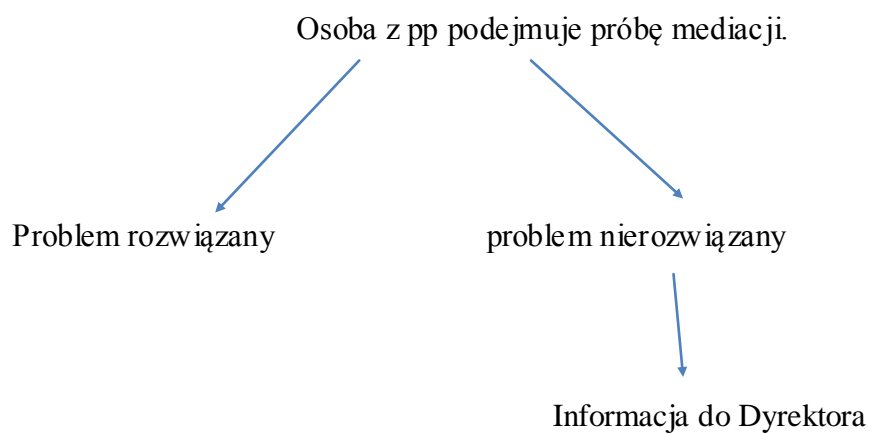 Osoba z pp podejmuje próbę mediacji.
Problem rozwiązany
problem nierozwiązany
Informacja do Dyrektora